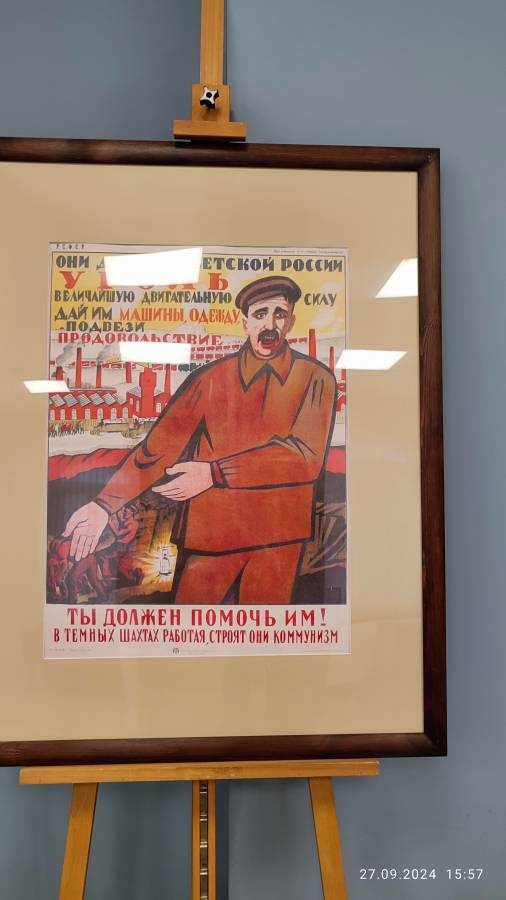 Р.С.Ф.С.Р.
ОНИ ЕТСКОЙ РОССИИ
У Ь
ВЕЛИЧАЙШУЮ ДВИГАТЕЛЬНУЮ СИЛУ
ДАЙ ИМ МАШИНЫ, ОДЕЖДУ,
ПОДВЕЗИ
ПРОДОВОЛЬСТВИЕ
ТЫ ДОЛЖЕН ПОМОЧЬ ИМ!
В ТЕМНЫХ ШАХТАХ РАБОТАЯ, СТРОЯТ ОНИ КОММУНИЗМ
27.09.2024 15:57